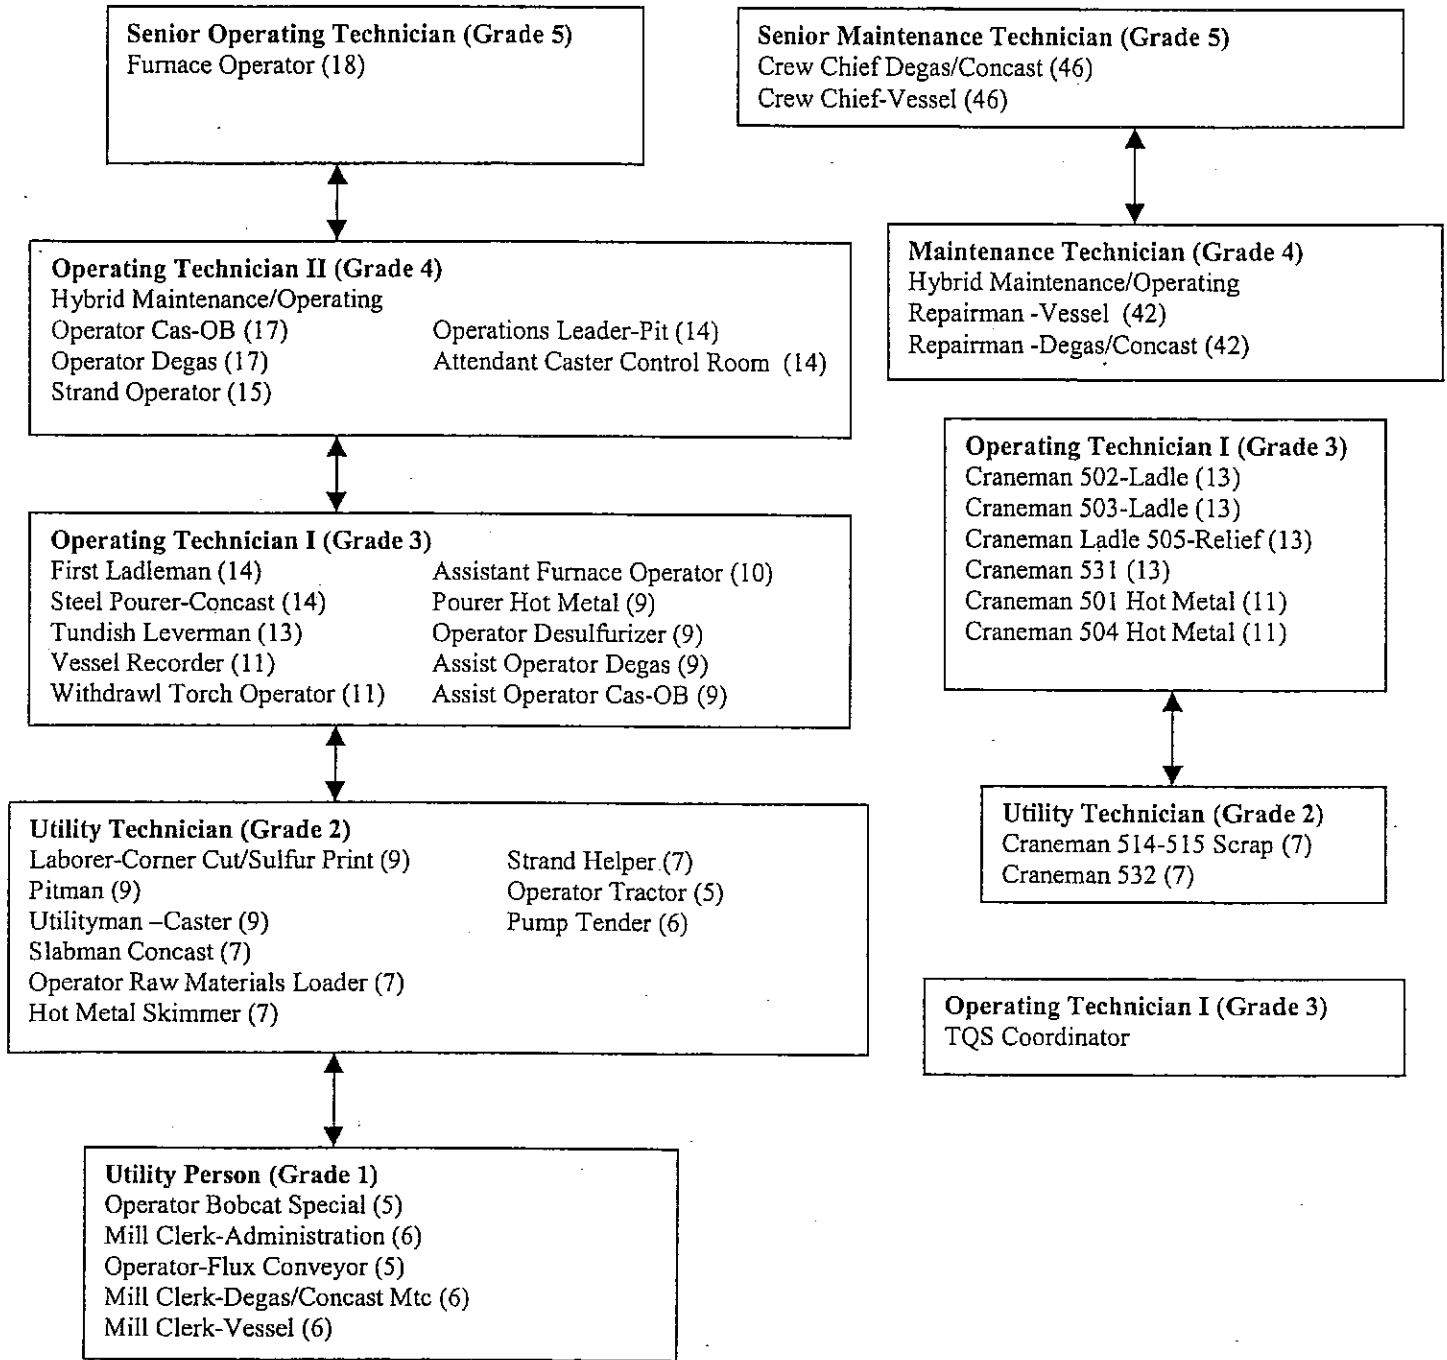 Senior Operating Technician (Grade 5)
Furnace Operator (18)
Senior Maintenance Technician (Grade 5)
Crew Chief Degas/Concast (46)
Crew Chief-Vessel (46)
Operating Technician II (Grade 4)
Hybrid Maintenance/Operating
Operator Cas-OB (17)
Operator Degas (17)
Strand Operator (15)
Operations Leader-Pit (14)
Attendant Caster Control Room (14)
Maintenance Technician (Grade 4)
Hybrid Maintenance/Operating
Repairman -Vessel (42)
Repairman -Degas/Concast (42)
Operating Technician I (Grade 3)
First Ladleman (14)
Steel Pourer-Concast (14)
Tundish Leverman (13)
Vessel Recorder (11)
Withdrawl Torch Operator (11)
Assistant Furnace Operator (10)
Pourer Hot Metal (9)
Operator Desulfurizer (9)
Assist Operator Degas (9)
Assist Operator Cas-OB (9)
Operating Technician I (Grade 3)
Craneman 502-Ladle (13)
Craneman 503-Ladle (13)
Craneman Ladle 505-Relief (13)
Craneman 531 (13)
Craneman 501 Hot Metal (11)
Craneman 504 Hot Metal (11)
Utility Technician (Grade 2)
Laborer-Corner Cut/Sulfur Print (9)
Pitman (9)
Utilityman –Caster (9)
Slabman Concast (7)
Operator Raw Materials Loader (7)
Hot Metal Skimmer (7)
Strand Helper (7)
Operator Tractor (5)
Pump Tender (6)
Utility Technician (Grade 2)
Craneman 514-515 Scrap (7)
Craneman 532 (7)
Operating Technician I (Grade 3)
TQS Coordinator
Utility Person (Grade 1)
Operator Bobcat Special (5)
Mill Clerk-Administration (6)
Operator-Flux Conveyor (5)
Mill Clerk-Degas/Concast Mtc (6)
Mill Clerk-Vessel (6)